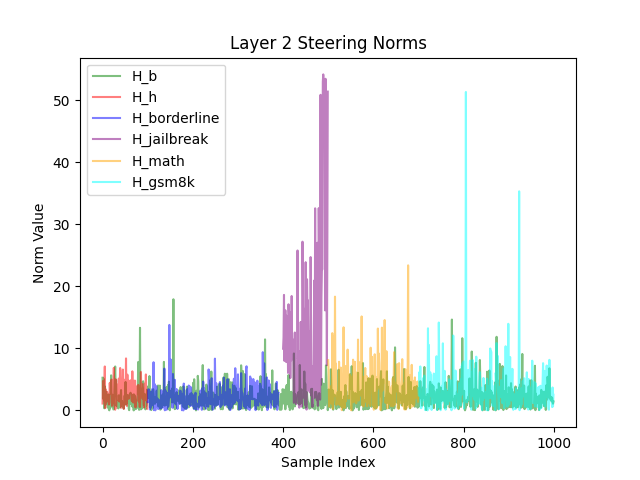 Layer 2 Steering Norms
H_b
H_h
H_borderline
H_jailbreak
H_math
H_gsm8k
Norm Value
50
40
30
20
10
0
0 200 400 600 800 1000
Sample Index